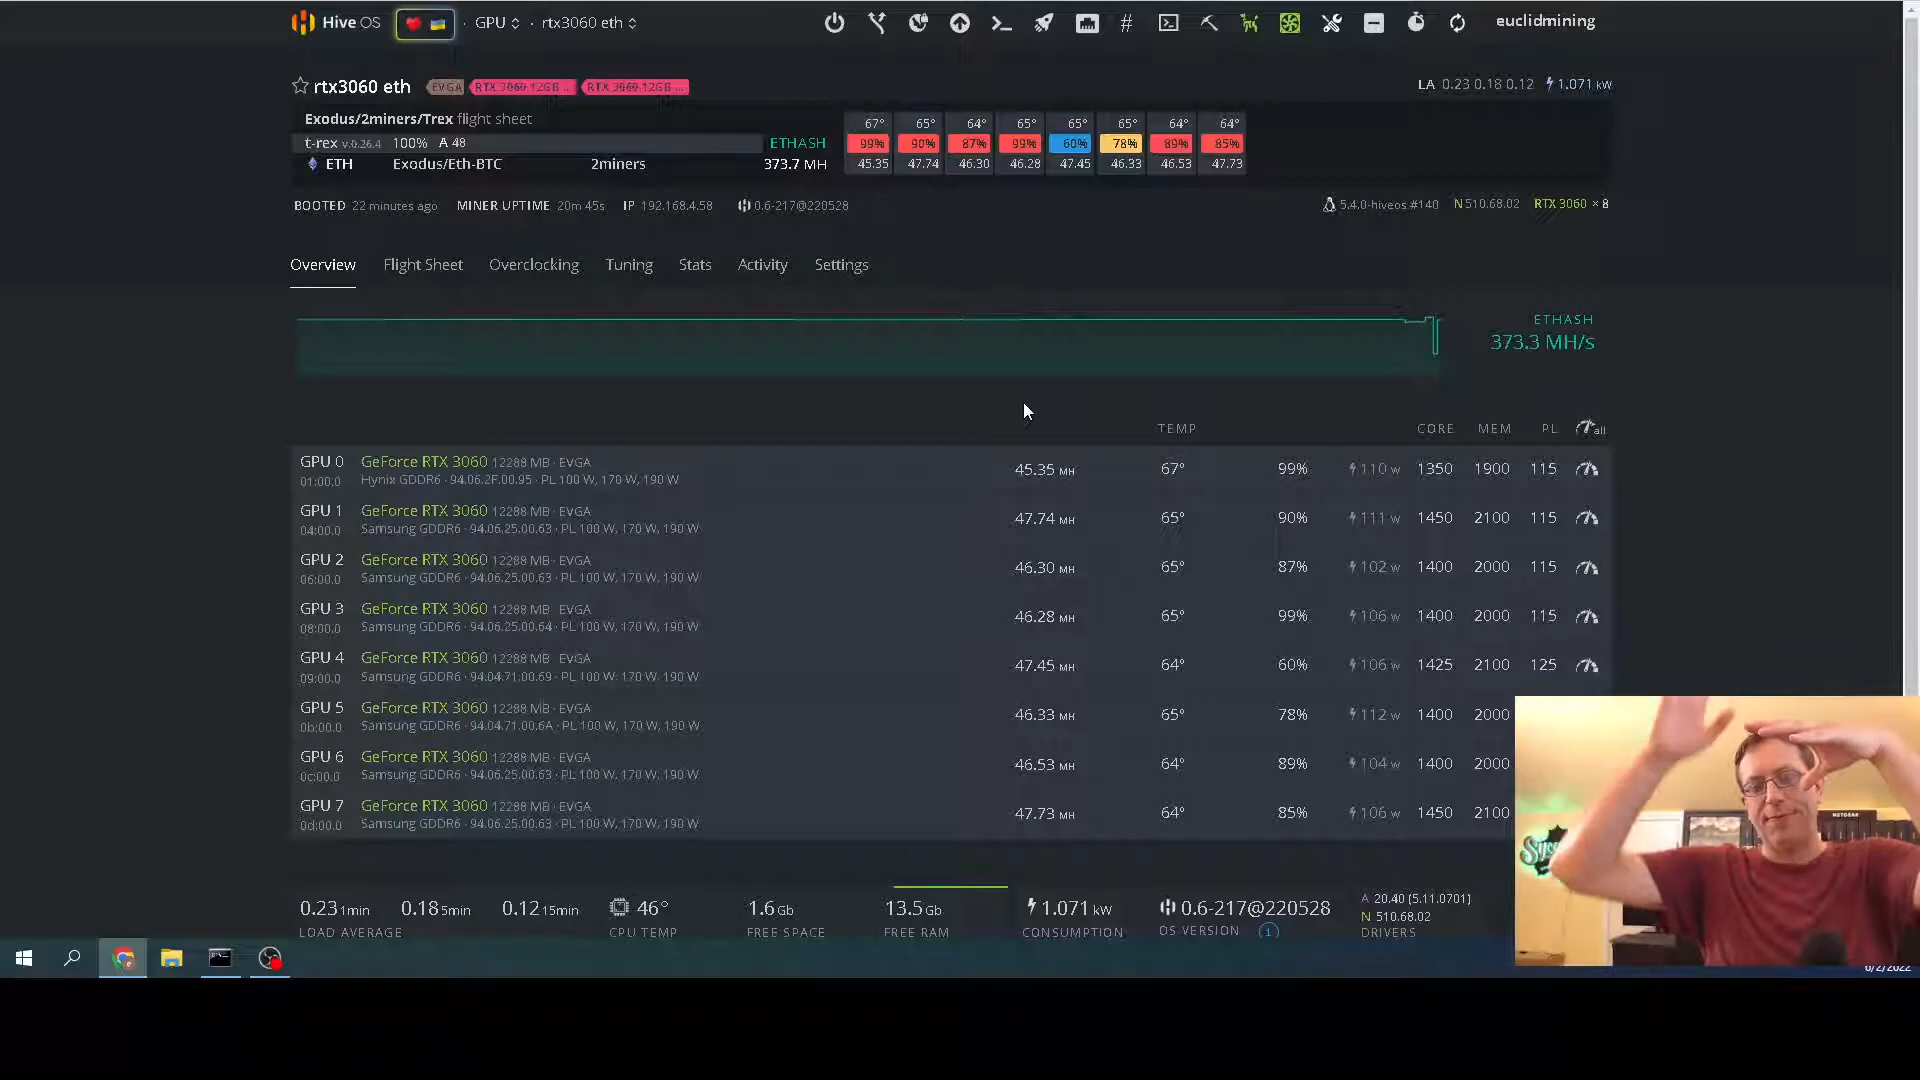 Hive OS GPU rtx3060 eth # euclidmining
rtx3060 eth EVGA RTX 3060 12GB ... RTX 3060 12GB ... LA 0.23 0.18 0.12 1.071 kW
Exodus/2miners/Trex flight sheet
67° 65° 64° 65° 65° 65° 64° 64°
t-rex v.0.26.4 100% A 48 ETHASH 99% 90% 87% 99% 60% 78% 89% 85%
ETH Exodus/Eth-BTC 2miners 373.7 MH 45.35 47.74 46.30 46.28 47.45 46.33 46.53 47.73
BOOTED 22 minutes ago MINER UPTIME 20m 45s IP 192.168.4.58 0.6-217@220528 5.4.0-hiveos #140 N 510.68.02 RTX 3060 × 8
Overview Flight Sheet Overclocking Tuning Stats Activity Settings
ETHASH
373.3 MH/s
TEMP CORE MEM PL all
GPU 0 GeForce RTX 3060 12288 MB · EVGA 45.35 MH 67° 99% 110 W 1350 1900 115
01:00.0 Hynix GDDR6 · 94.06.2F.00.95 · PL 100 W, 170 W, 190 W
GPU 1 GeForce RTX 3060 12288 MB · EVGA 47.74 MH 65° 90% 111 W 1450 2100 115
04:00.0 Samsung GDDR6 · 94.06.25.00.63 · PL 100 W, 170 W, 190 W
GPU 2 GeForce RTX 3060 12288 MB · EVGA 46.30 MH 65° 87% 102 W 1400 2000 115
06:00.0 Samsung GDDR6 · 94.06.25.00.63 · PL 100 W, 170 W, 190 W
GPU 3 GeForce RTX 3060 12288 MB · EVGA 46.28 MH 65° 99% 106 W 1400 2000 115
08:00.0 Samsung GDDR6 · 94.06.25.00.64 · PL 100 W, 170 W, 190 W
GPU 4 GeForce RTX 3060 12288 MB · EVGA 47.45 MH 64° 60% 106 W 1425 2100 125
09:00.0 Samsung GDDR6 · 94.04.71.00.69 · PL 100 W, 170 W, 190 W
GPU 5 GeForce RTX 3060 12288 MB · EVGA 46.33 MH 65° 78% 112 W 1400 2000
0b:00.0 Samsung GDDR6 · 94.04.71.00.6A · PL 100 W, 170 W, 190 W
GPU 6 GeForce RTX 3060 12288 MB · EVGA 46.53 MH 64° 89% 104 W 1400 2000
0c:00.0 Samsung GDDR6 · 94.06.25.00.63 · PL 100 W, 170 W, 190 W
GPU 7 GeForce RTX 3060 12288 MB · EVGA 47.73 MH 64° 85% 106 W 1450 2100
0d:00.0 Samsung GDDR6 · 94.06.25.00.63 · PL 100 W, 170 W, 190 W
NETGEAR
0.23 1min 0.18 5min 0.12 15min 46° 1.6 Gb 13.5 Gb 1.071 kW 0.6-217@220528 A 20.40 (5.11.0701)
N 510.68.02
LOAD AVERAGE CPU TEMP FREE SPACE FREE RAM CONSUMPTION OS VERSION DRIVERS
6/2/2022